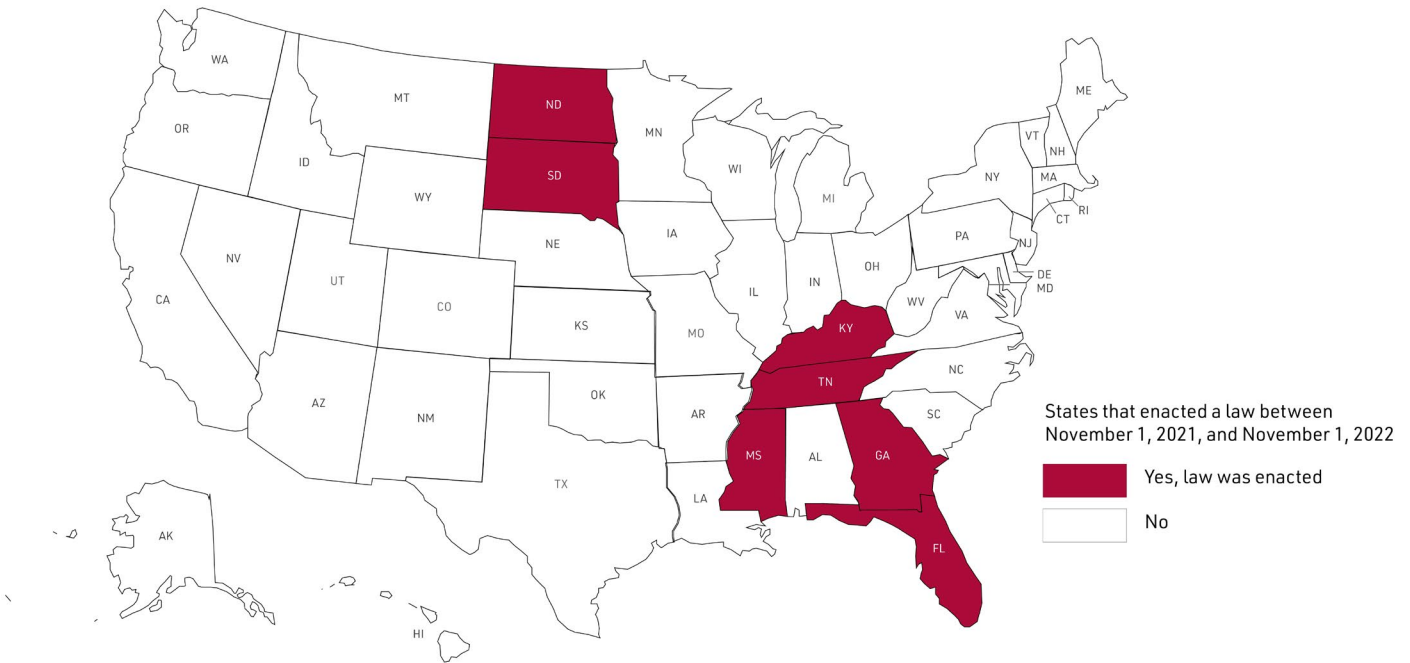 WA
MT
ND
MN
ME
OR
ID
SD
WI
VT
NH
WY
MI
NY
MA
RI
CT
NE
IA
PA
NJ
NV
UT
CO
IL
IN
OH
DE
MD
CA
KS
MO
KY
WV
VA
AZ
NM
OK
AR
TN
NC
SC
States that enacted a law between
November 1, 2021, and November 1, 2022
MS
AL
GA
TX
LA
Yes, law was enacted
No
AK
FL
HI